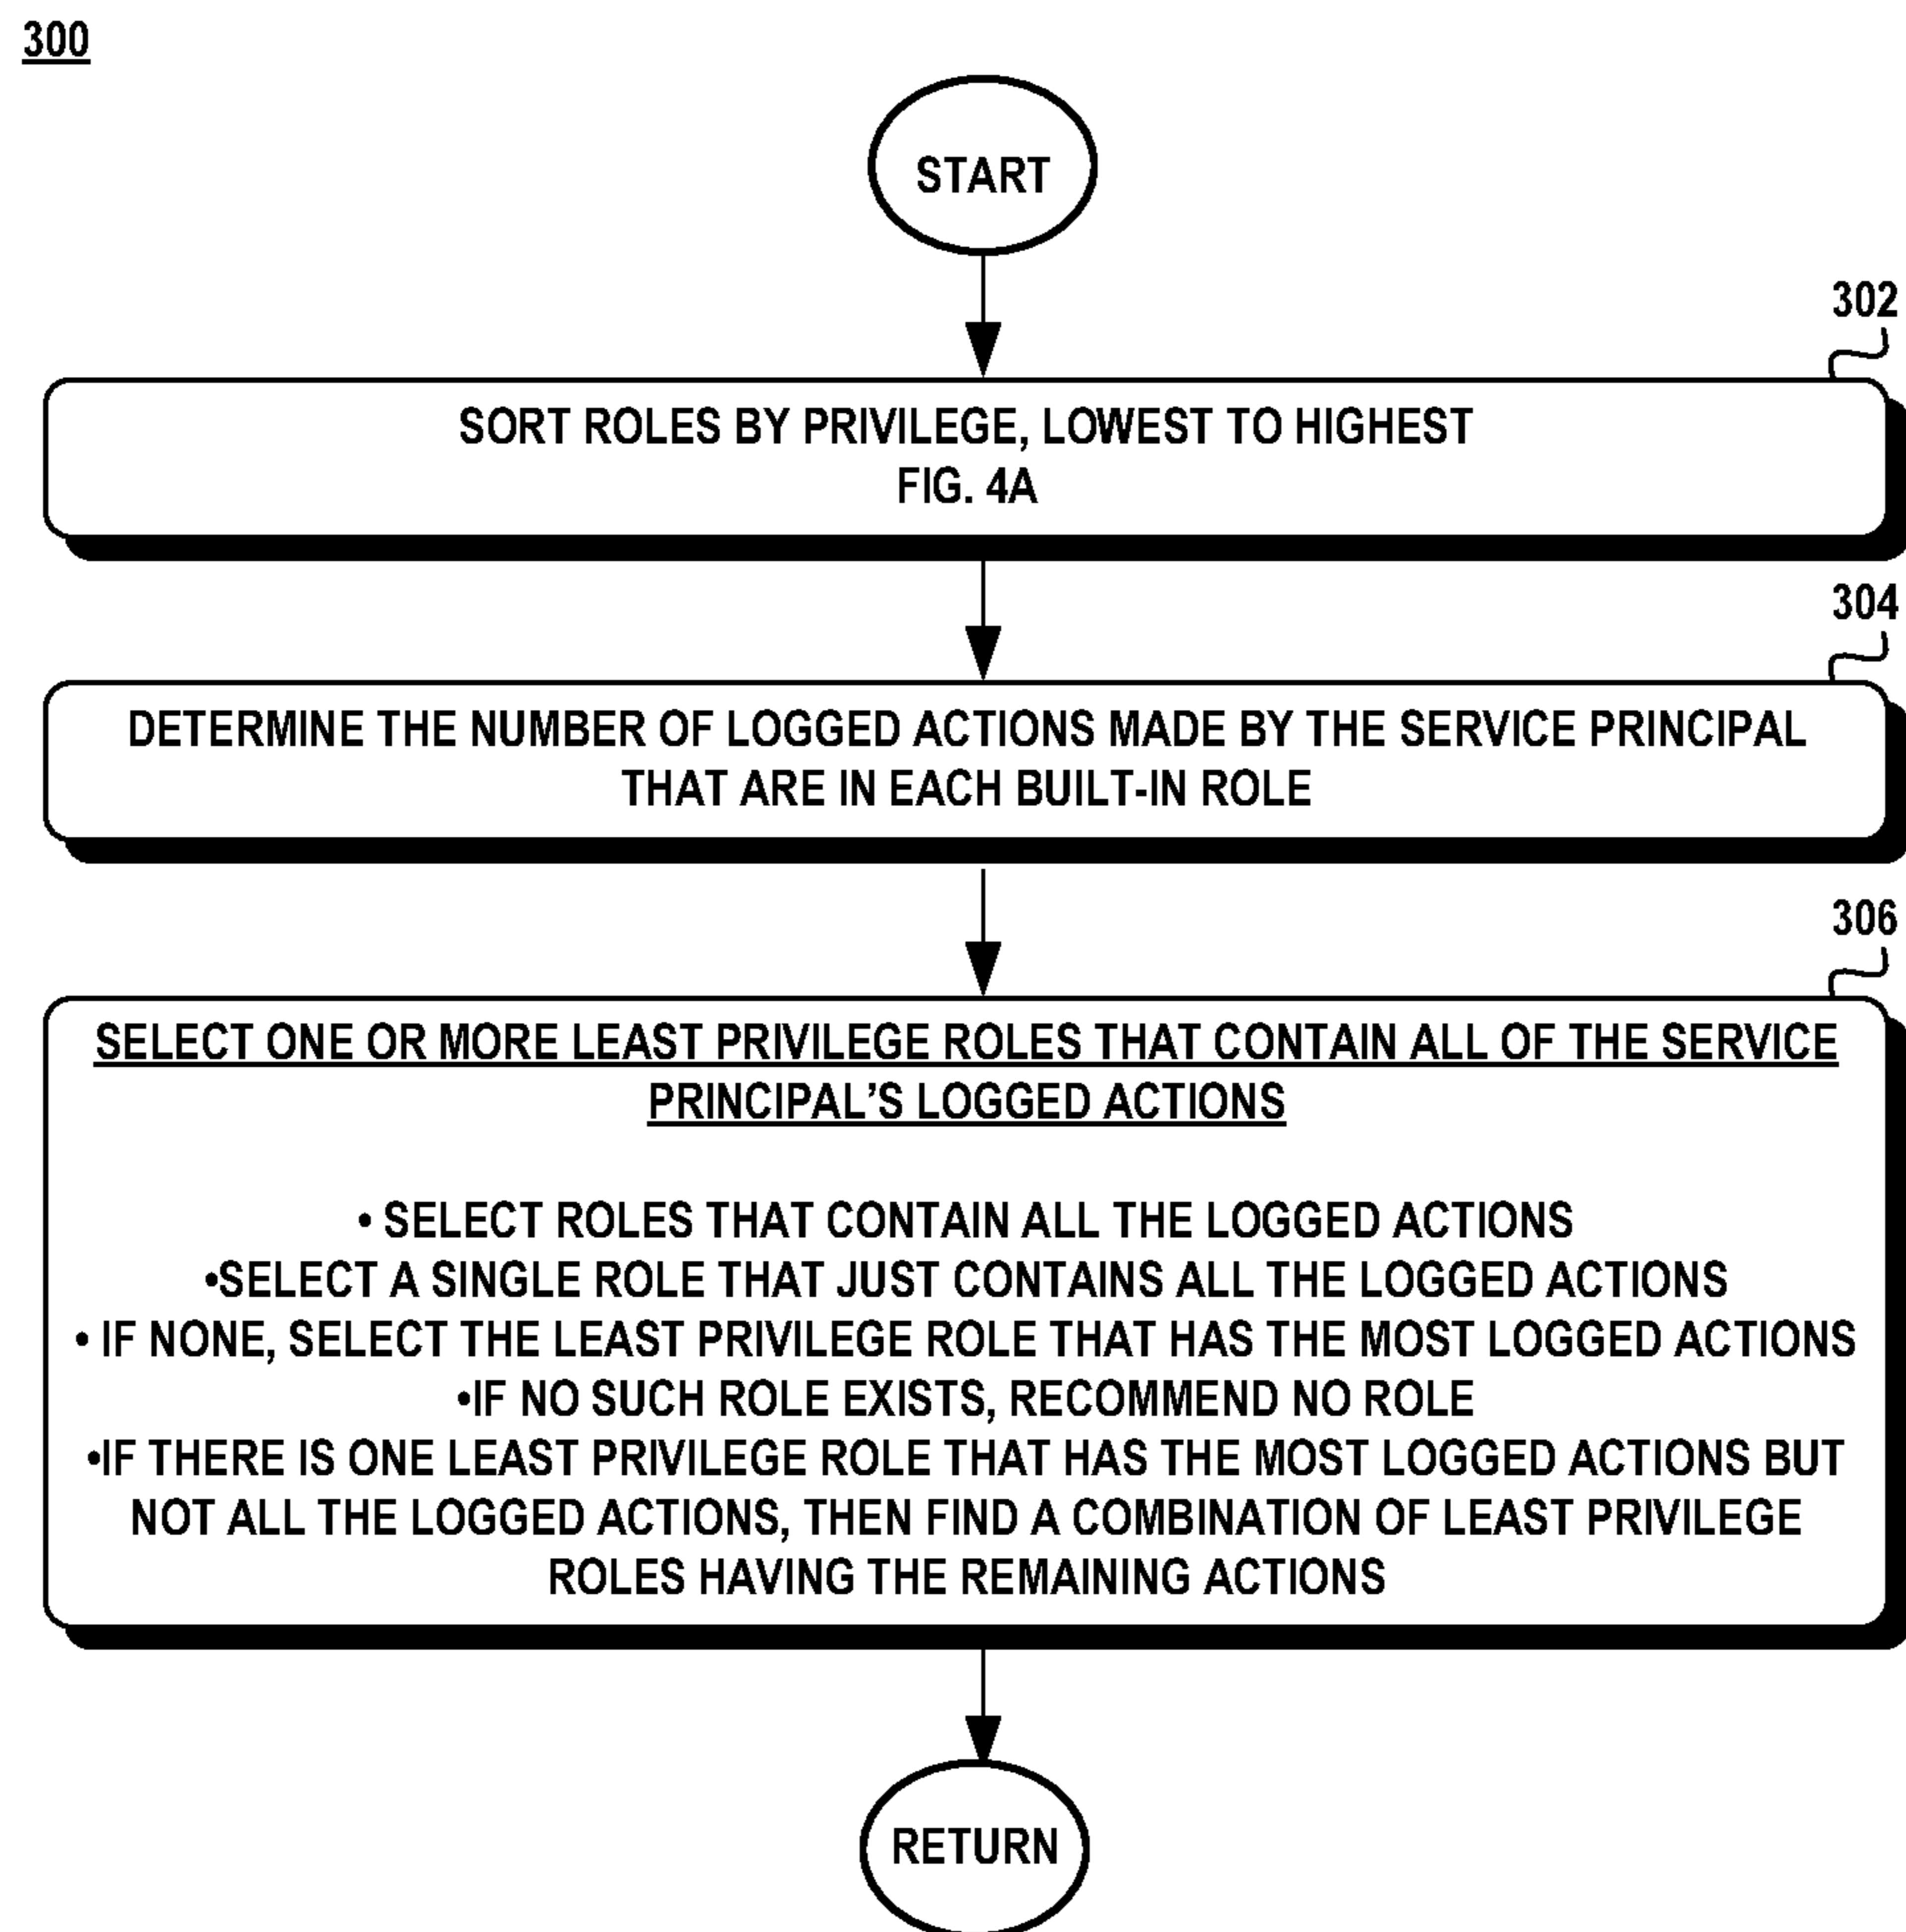 300
START
302
SORT ROLES BY PRIVILEGE, LOWEST TO HIGHEST
FIG. 4A
304
DETERMINE THE NUMBER OF LOGGED ACTIONS MADE BY THE SERVICE PRINCIPAL
THAT ARE IN EACH BUILT-IN ROLE
306
SELECT ONE OR MORE LEAST PRIVILEGE ROLES THAT CONTAIN ALL OF THE SERVICE
PRINCIPAL'S LOGGED ACTIONS
• SELECT ROLES THAT CONTAIN ALL THE LOGGED ACTIONS
•SELECT A SINGLE ROLE THAT JUST CONTAINS ALL THE LOGGED ACTIONS
• IF NONE, SELECT THE LEAST PRIVILEGE ROLE THAT HAS THE MOST LOGGED ACTIONS
•IF NO SUCH ROLE EXISTS, RECOMMEND NO ROLE
•IF THERE IS ONE LEAST PRIVILEGE ROLE THAT HAS THE MOST LOGGED ACTIONS BUT
NOT ALL THE LOGGED ACTIONS, THEN FIND A COMBINATION OF LEAST PRIVILEGE
ROLES HAVING THE REMAINING ACTIONS
RETURN